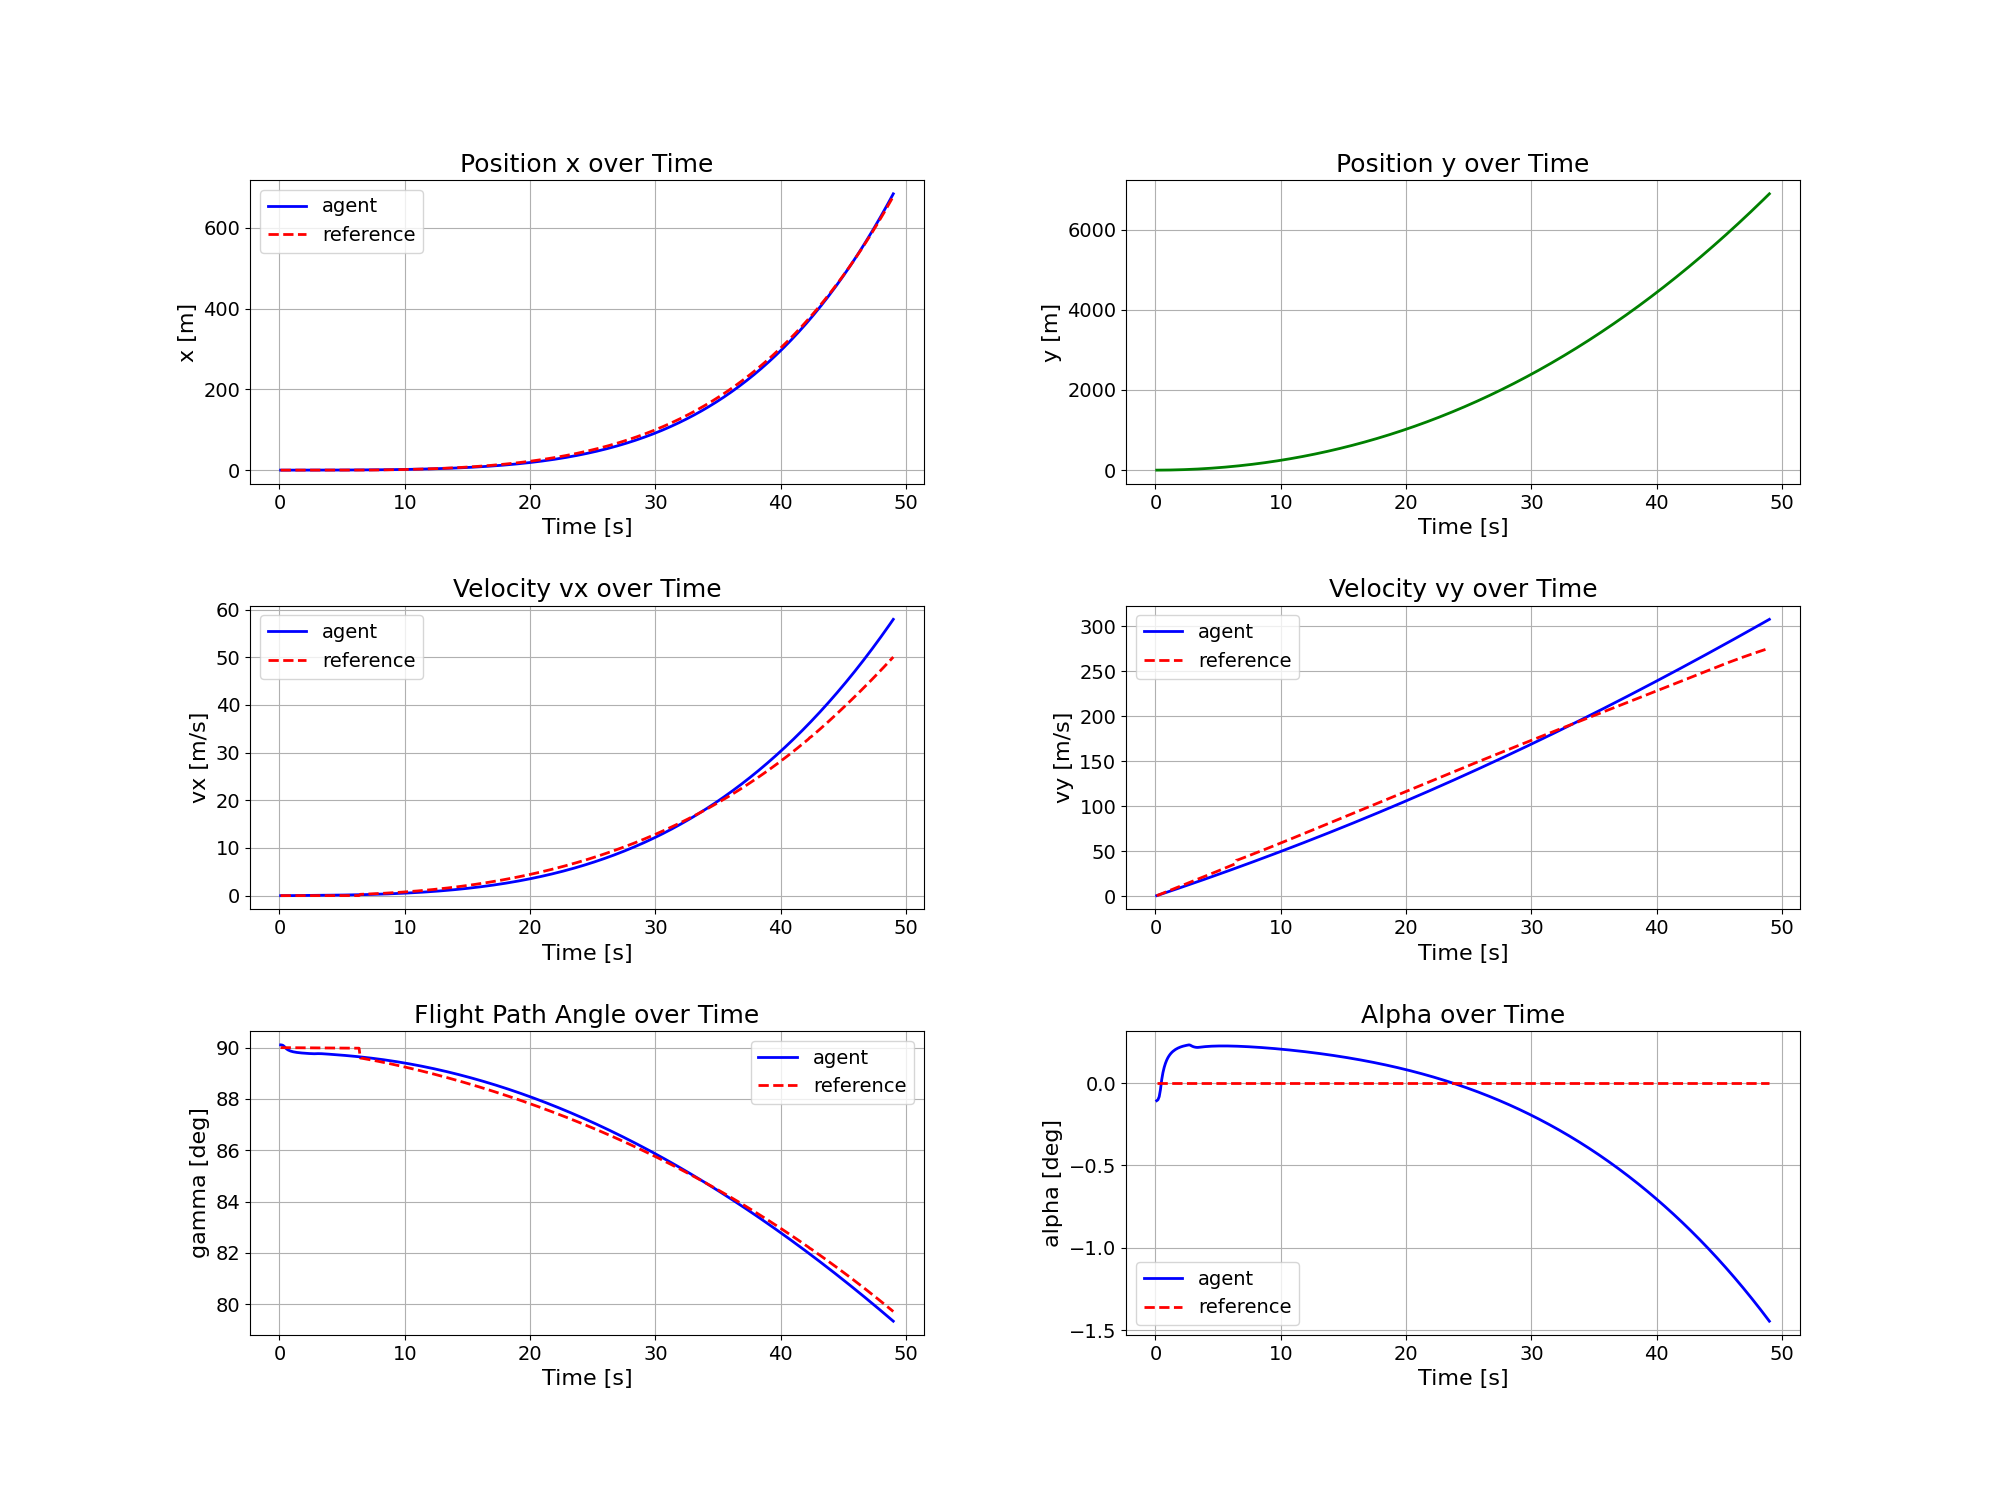 Position x over Time
agent
reference
600
400
200
0
x [m]
0 10 20 30 40 50
Time [s]
Position y over Time
6000
4000
2000
0
y [m]
0 10 20 30 40 50
Time [s]
Velocity vx over Time
agent
reference
60
50
40
30
20
10
0
vx [m/s]
0 10 20 30 40 50
Time [s]
Velocity vy over Time
agent
reference
300
250
200
150
100
50
0
vy [m/s]
0 10 20 30 40 50
Time [s]
Flight Path Angle over Time
agent
reference
90
88
86
84
82
80
gamma [deg]
0 10 20 30 40 50
Time [s]
Alpha over Time
0.0
−0.5
−1.0
−1.5
alpha [deg]
agent
reference
0 10 20 30 40 50
Time [s]